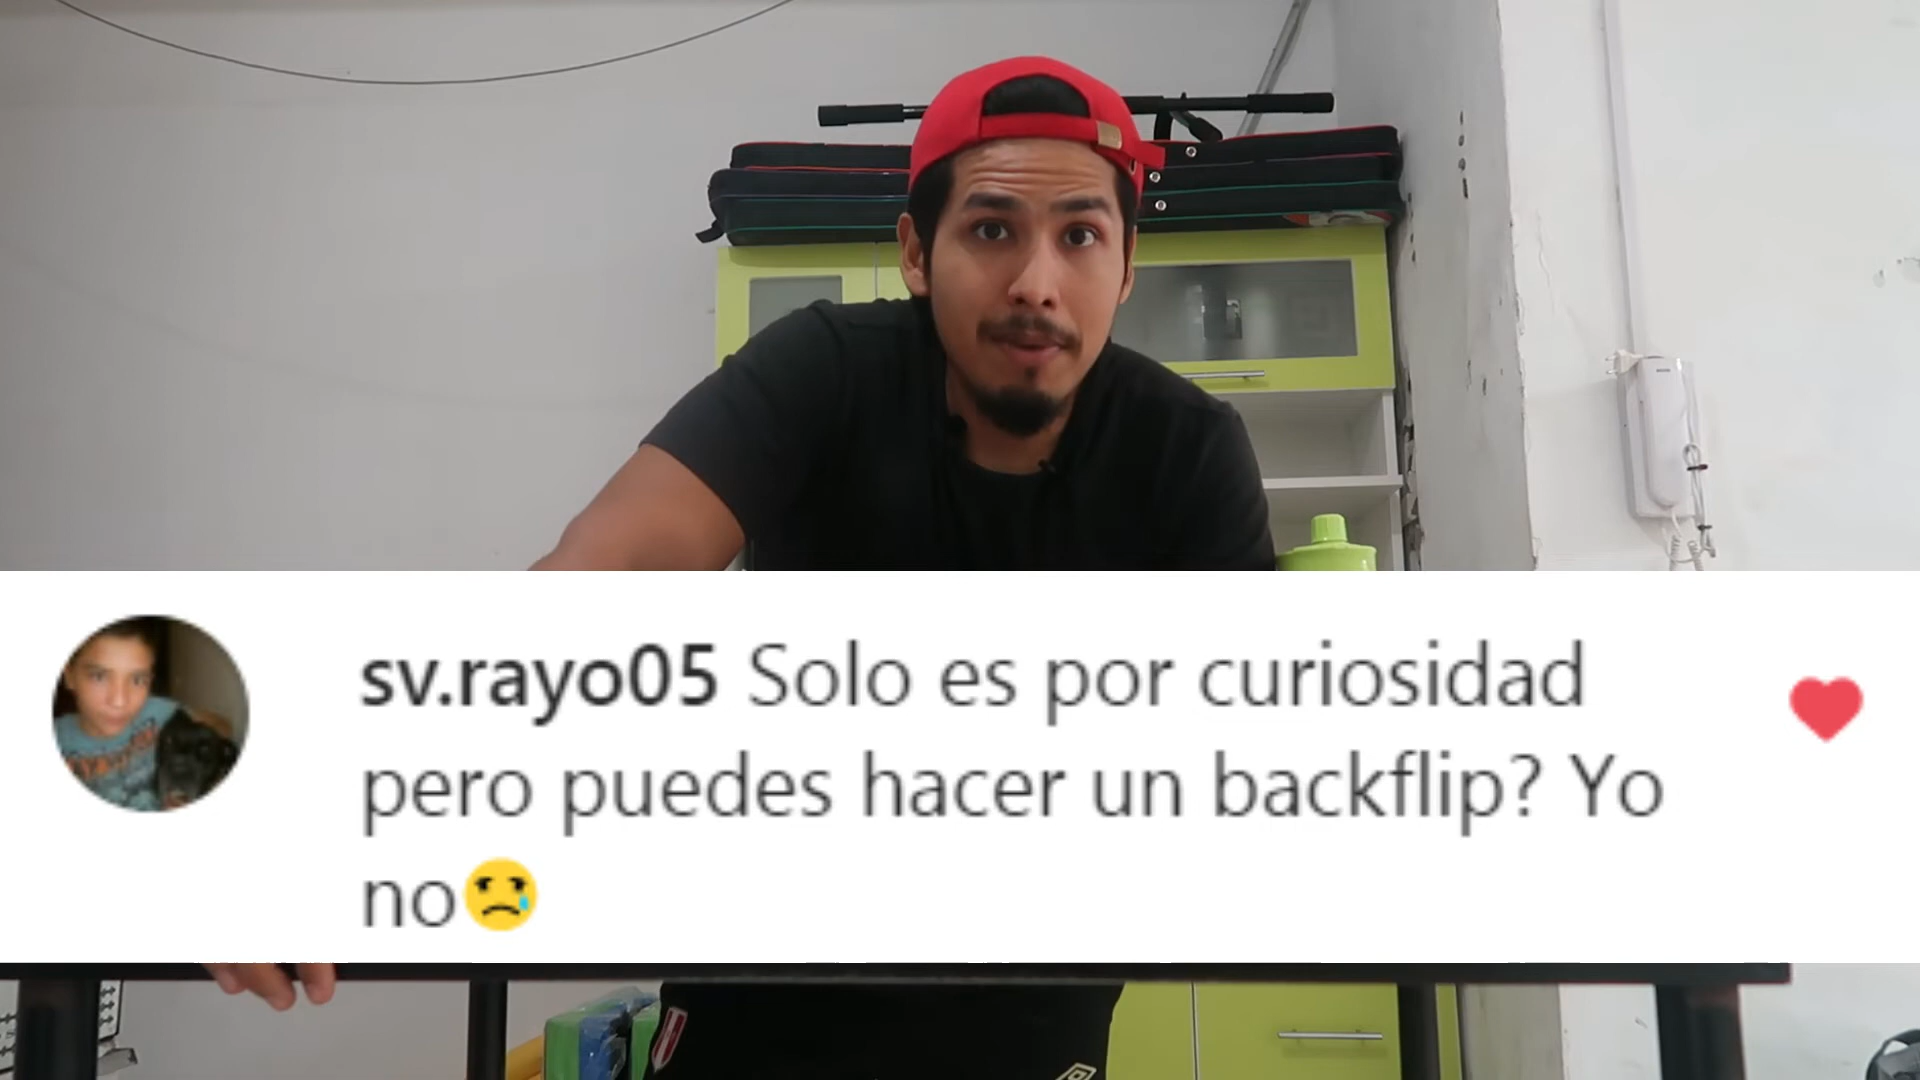 sv.rayo05 Solo es por curiosidad
pero puedes hacer un backflip? Yo
no😢